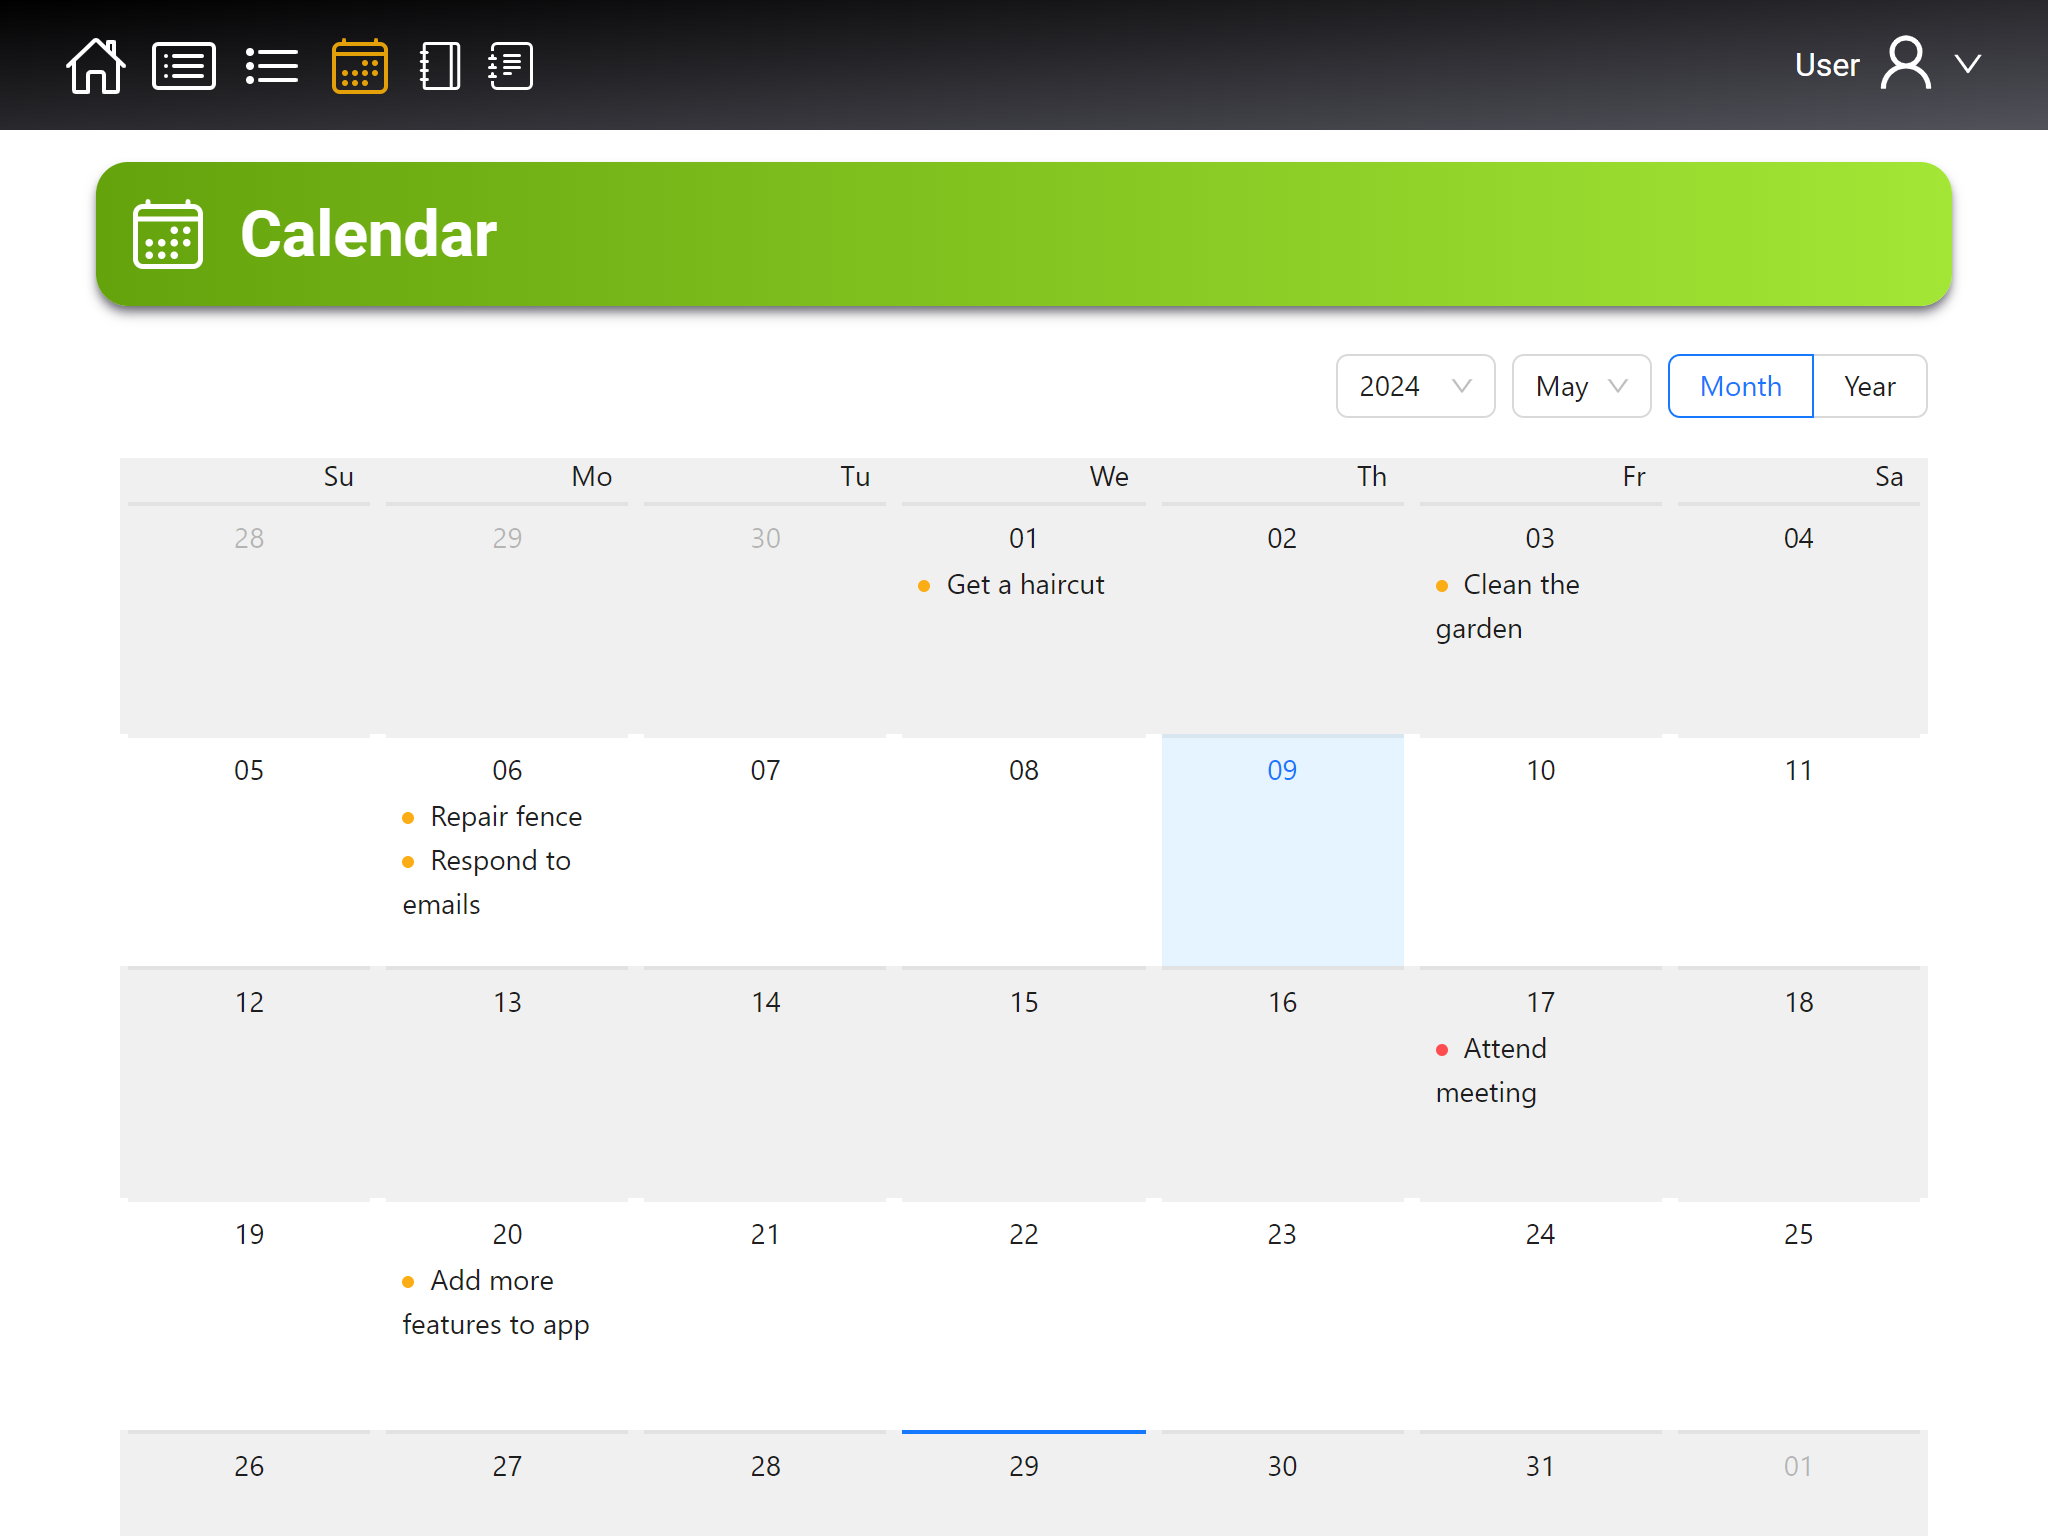 User
Calendar
2024 May Month Year
Su Mo Tu We Th Fr Sa
28 29 30 01 02 03 04
Get a haircut
Clean the
garden
05 06 07 08 09 10 11
Repair fence
Respond to
emails
12 13 14 15 16 17 18
Attend
meeting
19 20 21 22 23 24 25
Add more
features to app
26 27 28 29 30 31 01